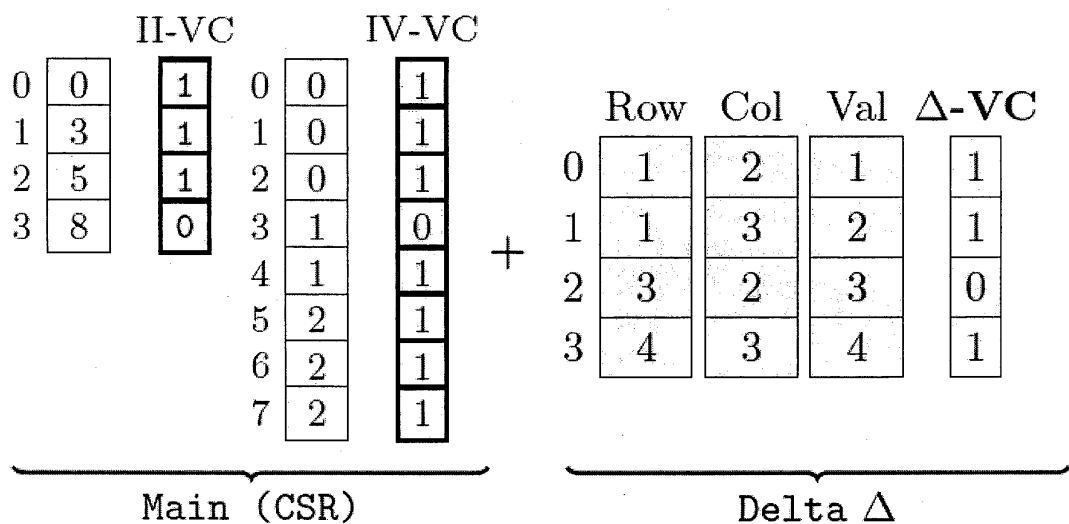 II-VC IV-VC
0 0 1 0 0 1
1 3 1 1 0 1
2 5 1 2 0 1
3 8 0 3 1 0
4 1 1
5 2 1
6 2 1
7 2 1
+
Row Col Val Δ-VC
0 1 2 1 1
1 1 3 2 1
2 3 2 3 0
3 4 3 4 1
Main (CSR)
Delta Δ